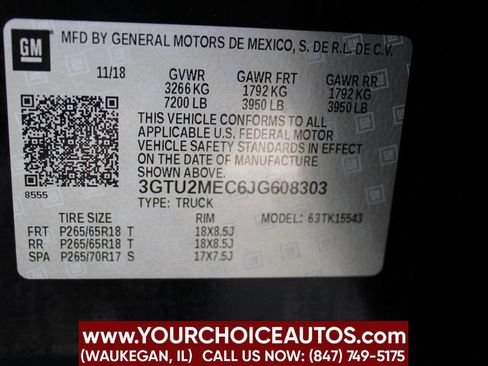 GM
MFD BY GENERAL MOTORS DE MEXICO, S. DE R.L. DE C.V.
11/18 GVWR GAWR FRT GAWR RR
3266 KG 1792 KG 1792 KG
7200 LB 3950 LB 3950 LB
THIS VEHICLE CONFORMS TO ALL
APPLICABLE U.S. FEDERAL MOTOR
VEHICLE SAFETY STANDARDS IN EFFECT
ON THE DATE OF MANUFACTURE SHOWN ABOVE.
8555
3GTU2MEC6JG608303
TYPE: TRUCK MODEL: 63TK15543
TIRE SIZE RIM
FRT P265/65R18 T 18X8.5J
RR P265/65R18 T 18X8.5J
SPA P265/70R17 S 17X7.5J
WWW.YOURCHOICEAUTOS.COM
(WAUKEGAN, IL) CALL US NOW: (847) 749-5175